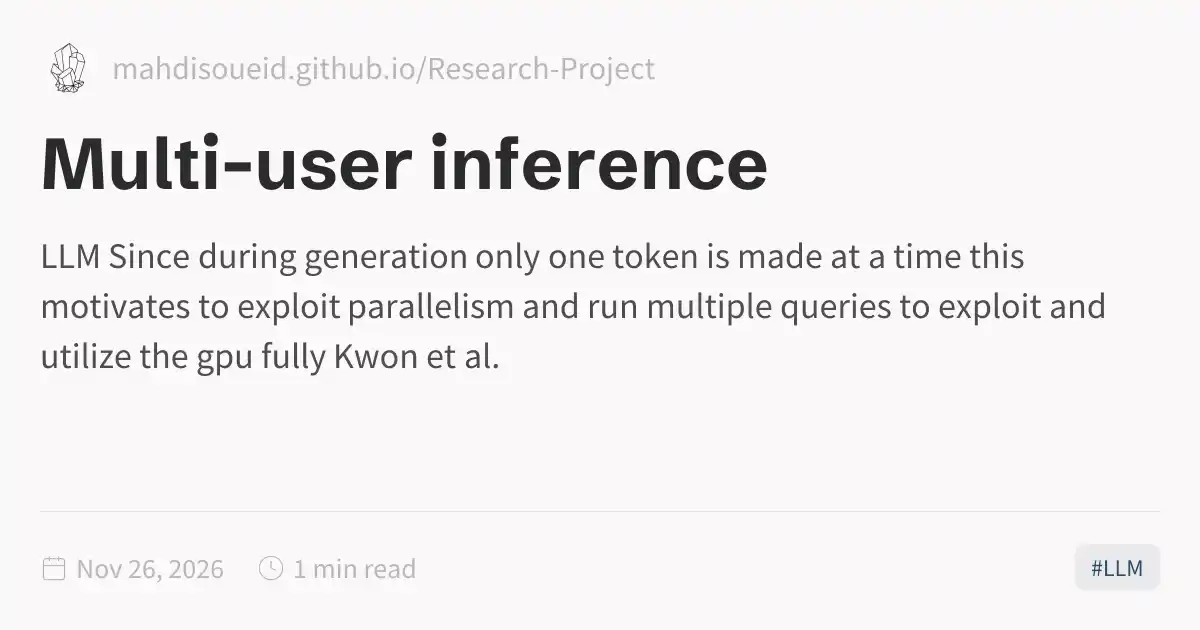 mahdisoueid.github.io/Research-Project
Multi-user inference
LLM Since during generation only one token is made at a time this
motivates to exploit parallelism and run multiple queries to exploit and
utilize the gpu fully Kwon et al.
Nov 26, 2026 1 min read #LLM